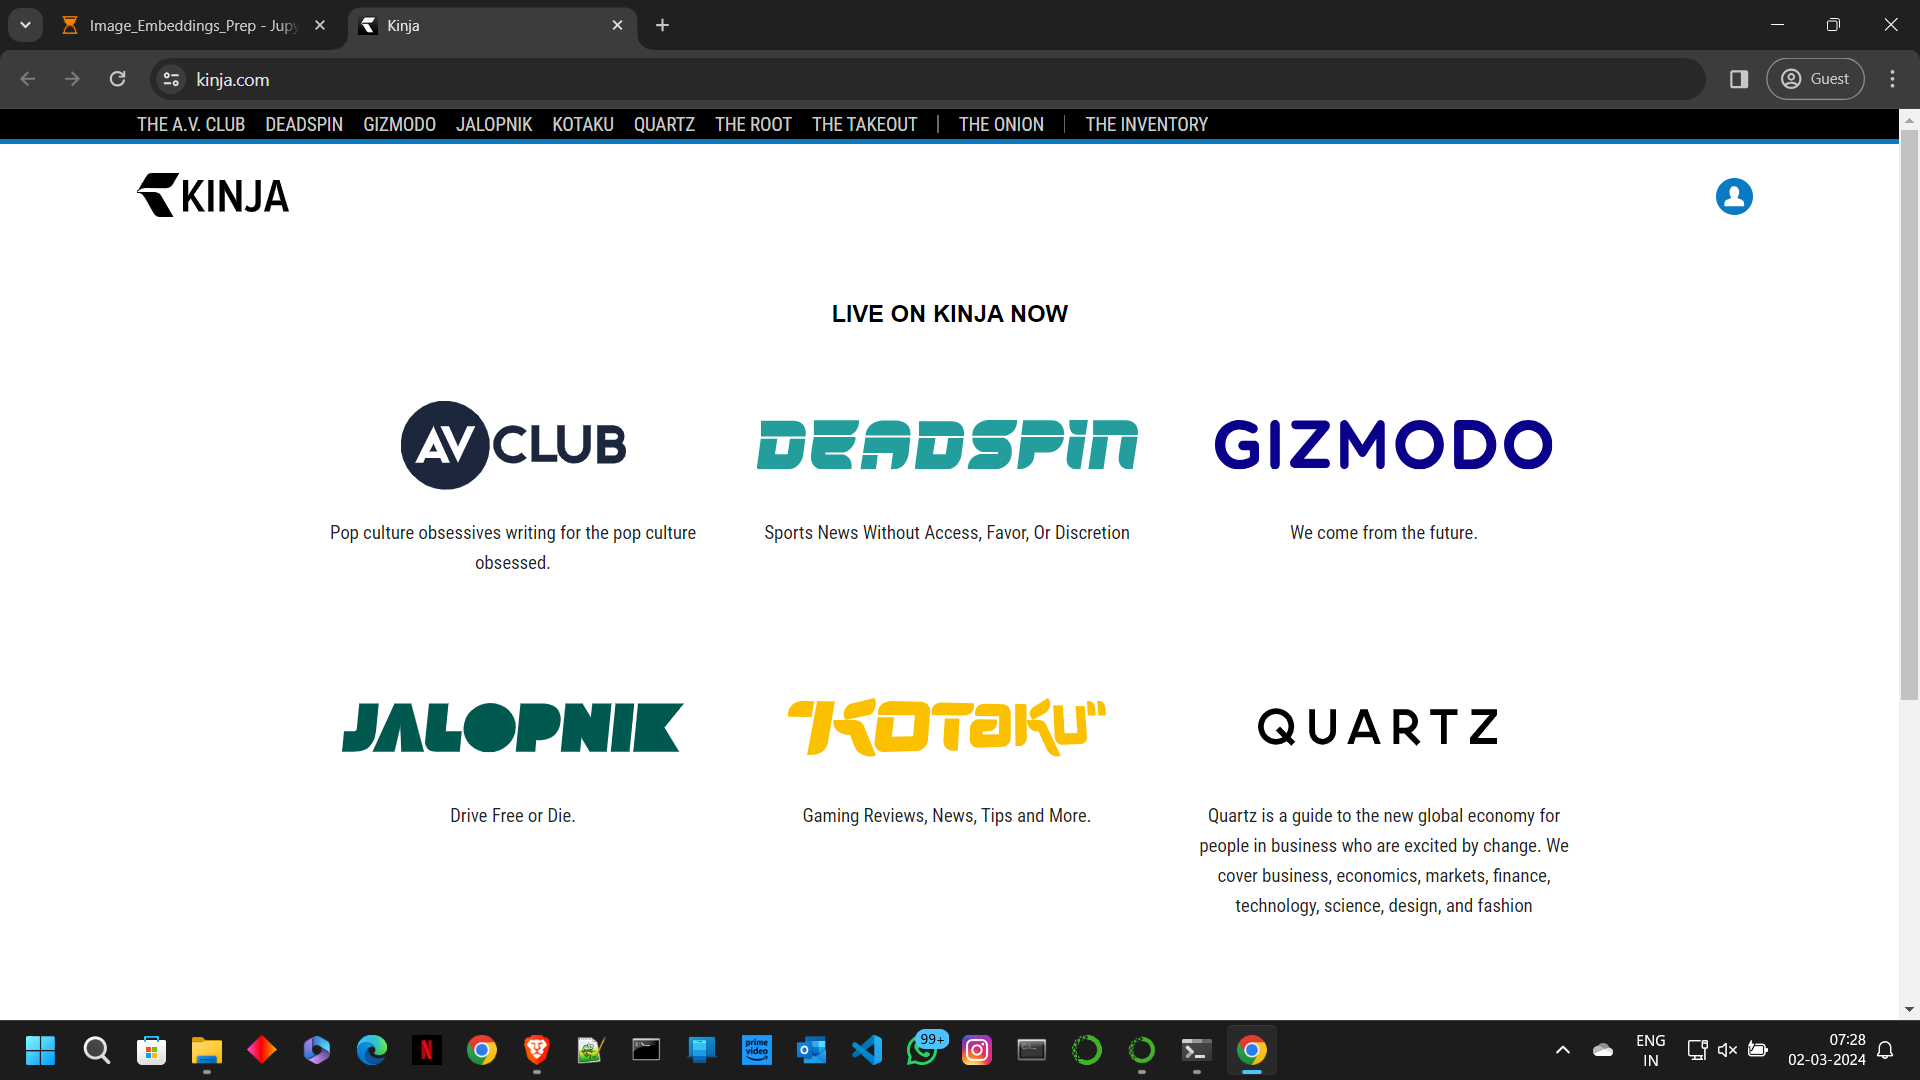 Image_Embeddings_Prep - Jupy
Kinja
kinja.com
Guest
THE A.V. CLUB DEADSPIN GIZMODO JALOPNIK KOTAKU QUARTZ THE ROOT THE TAKEOUT | THE ONION | THE INVENTORY
KINJA
LIVE ON KINJA NOW
AV CLUB
DEADSPIN
GIZMODO
Pop culture obsessives writing for the pop culture
obsessed.
Sports News Without Access, Favor, Or Discretion
We come from the future.
JALOPNIK
KOTAKU
QUARTZ
Drive Free or Die.
Gaming Reviews, News, Tips and More.
Quartz is a guide to the new global economy for
people in business who are excited by change. We
cover business, economics, markets, finance,
technology, science, design, and fashion
N
prime
video
99+
ENG
IN
07:28
02-03-2024